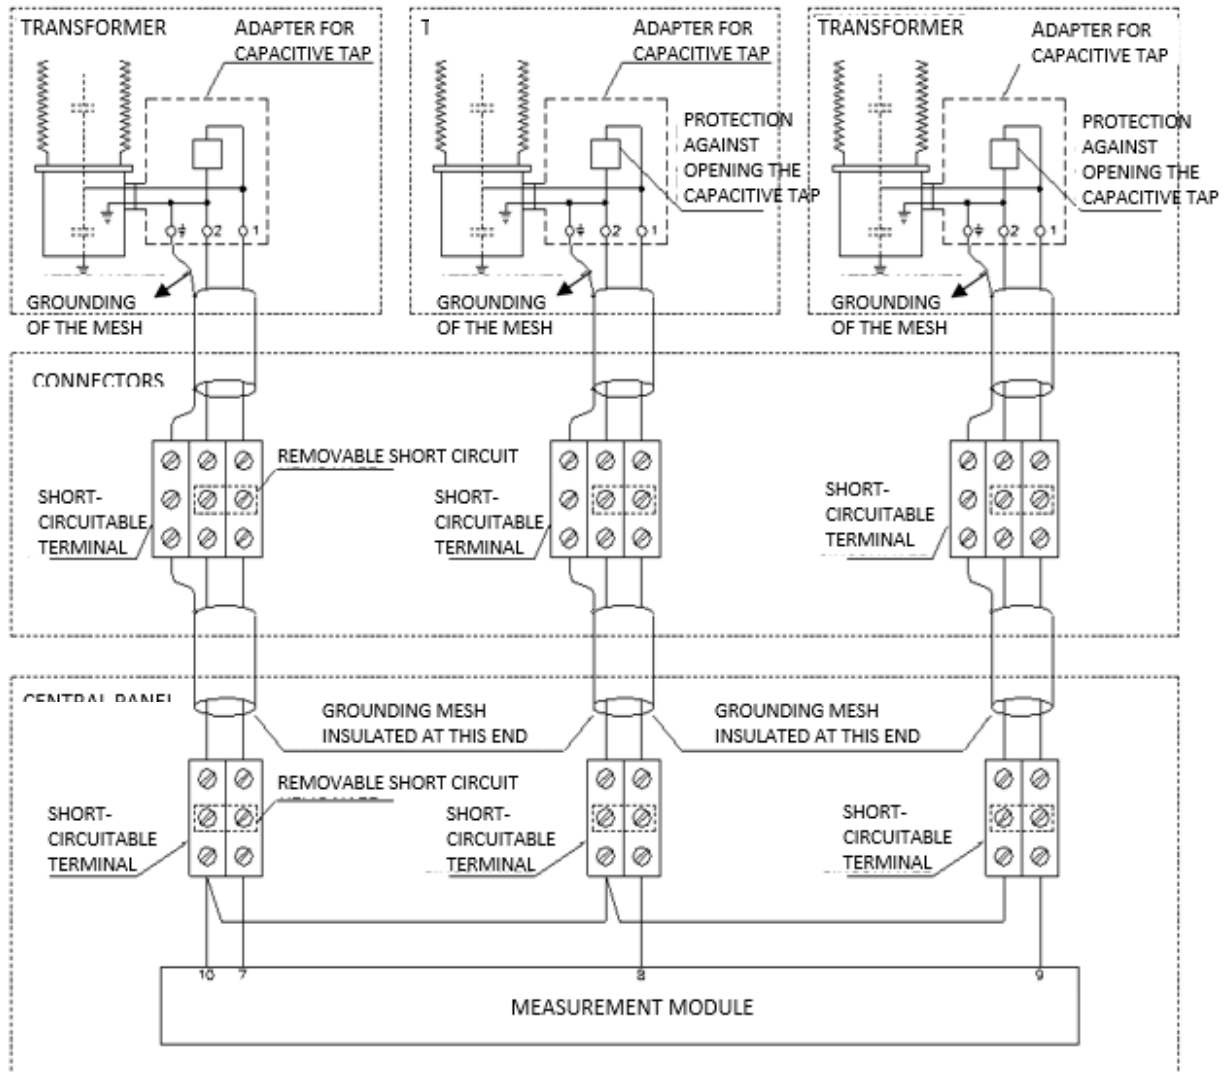 TRANSFORMER
ADAPTER FOR
CAPACITIVE TAP
2
1
GROUNDING
OF THE MESH
T
ADAPTER FOR
CAPACITIVE TAP
PROTECTION
AGAINST
OPENING THE
CAPACITIVE TAP
2
1
GROUNDING
OF THE MESH
TRANSFORMER
ADAPTER FOR
CAPACITIVE TAP
PROTECTION
AGAINST
OPENING THE
CAPACITIVE TAP
2
1
GROUNDING
OF THE MESH
CONNECTORS
REMOVABLE SHORT CIRCUIT
SHORT-
CIRCUITABLE
TERMINAL
SHORT-
CIRCUITABLE
TERMINAL
SHORT-
CIRCUITABLE
TERMINAL
CENTRAL PANEL
GROUNDING MESH
INSULATED AT THIS END
GROUNDING MESH
INSULATED AT THIS END
REMOVABLE SHORT CIRCUIT
SHORT-
CIRCUITABLE
TERMINAL
SHORT-
CIRCUITABLE
TERMINAL
SHORT-
CIRCUITABLE
TERMINAL
10 7 8 9
MEASUREMENT MODULE